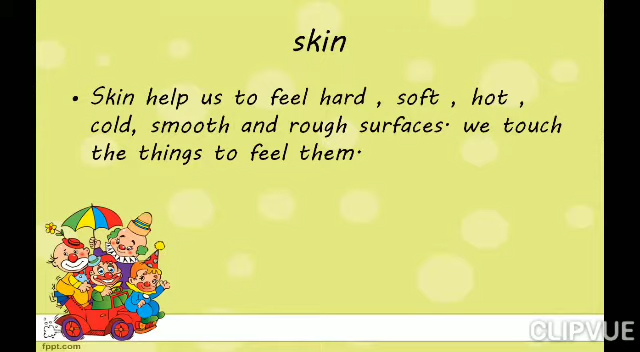 skin
• Skin help us to feel hard , soft , hot ,
cold, smooth and rough surfaces. we touch
the things to feel them.
fppt.com
CLIPVUE